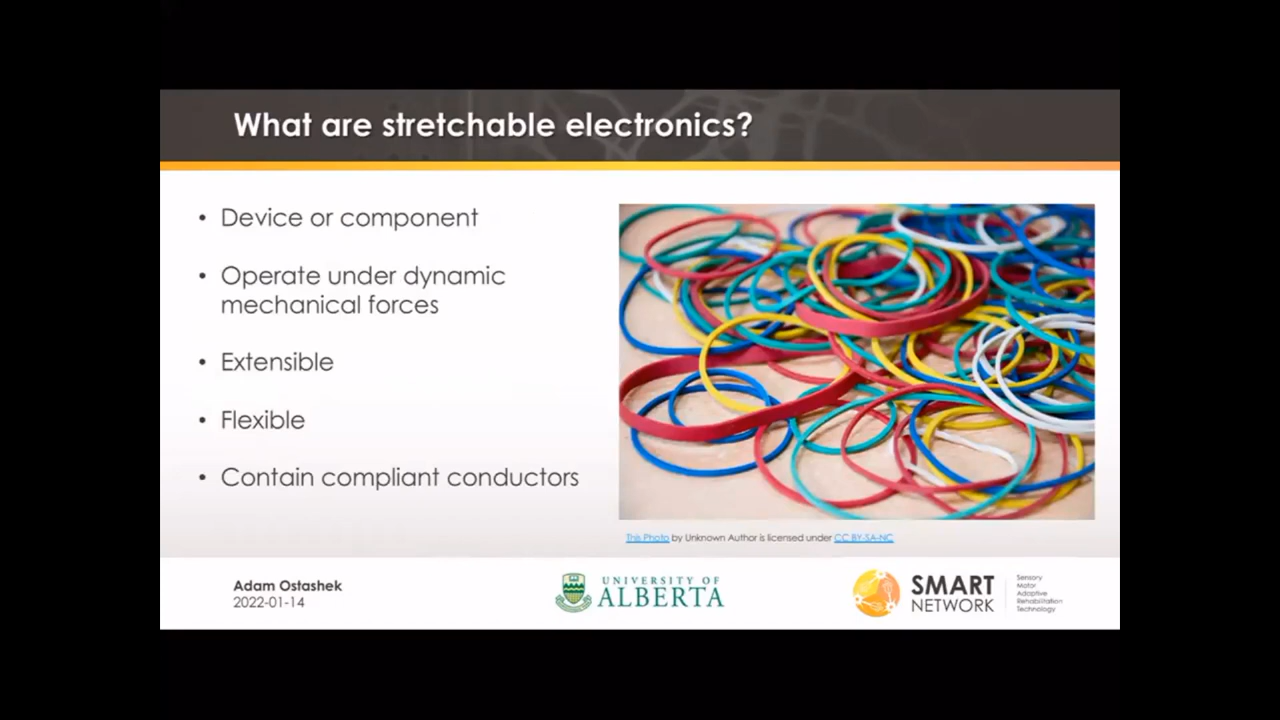 What are stretchable electronics?
• Device or component
• Operate under dynamic
mechanical forces
• Extensible
• Flexible
• Contain compliant conductors
This Photo by Unknown Author is licensed under CC BY-SA-NC
Adam Ostashek
2022-01-14
UNIVERSITY OF
ALBERTA
SMART
NETWORK
Sensory
Motor
Adaptive
Rehabilitation
Technology